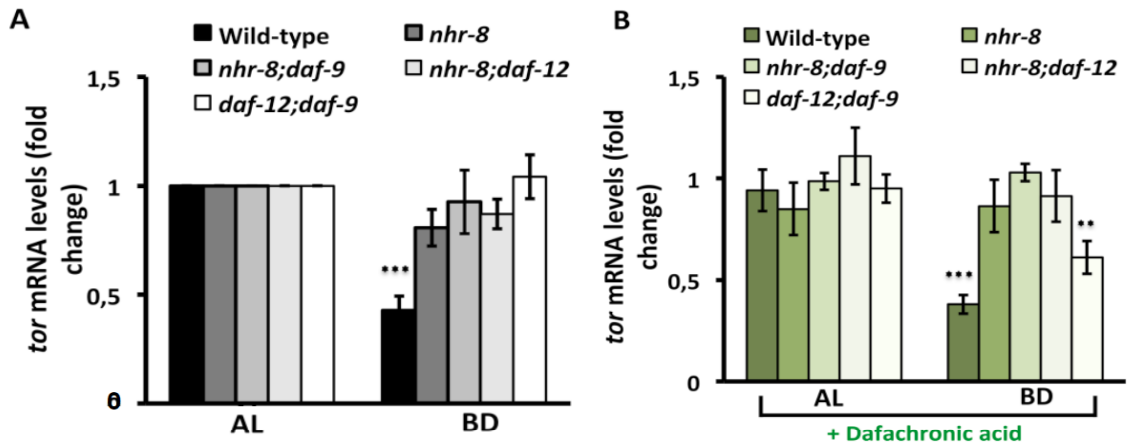 A
Wild-type
nhr-8
nhr-8;daf-9
nhr-8;daf-12
daf-12;daf-9
tor mRNA levels (fold
change)
1,5
1
0,5
0
AL
BD
***
B
Wild-type
nhr-8
nhr-8;daf-9
nhr-8;daf-12
daf-12;daf-9
tor mRNA levels (fold
change)
1,5
1
0,5
0
AL
BD
***
**
+ Dafachronic acid